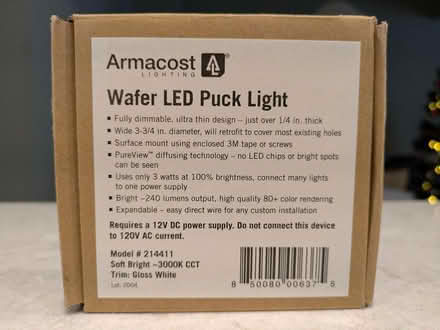 Armacost
LIGHTING
Wafer LED Puck Light
• Fully dimmable, ultra thin design – just over 1/4 in. thick
• Wide 3-3/4 in. diameter, will retrofit to cover most existing holes
• Surface mount using enclosed 3M tape or screws
• PureView™ diffusing technology – no LED chips or bright spots
can be seen
• Uses only 3 watts at 100% brightness, connect many lights
to one power supply
• Bright ~240 lumens output, high quality 80+ color rendering
• Expandable – easy direct wire for any custom installation
Requires a 12V DC power supply. Do not connect this device
to 120V AC current.
Model # 214411
Soft Bright ~3000K CCT
Trim: Gloss White
Lot: 0004
8 50080 00637 6